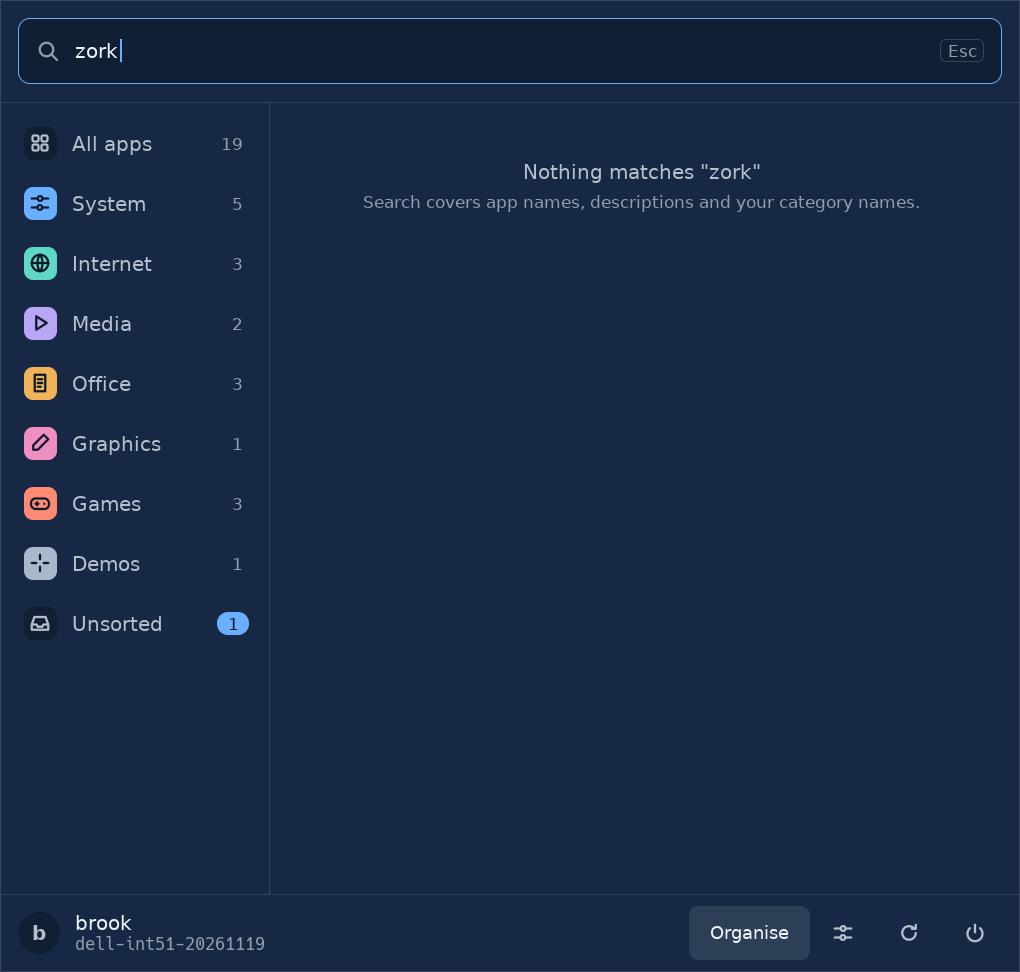 zork
Esc
All apps 19
System 5
Internet 3
Media 2
Office 3
Graphics 1
Games 3
Demos 1
Unsorted 1
Nothing matches "zork"
Search covers app names, descriptions and your category names.
b
brook
dell-int51-20261119
Organise